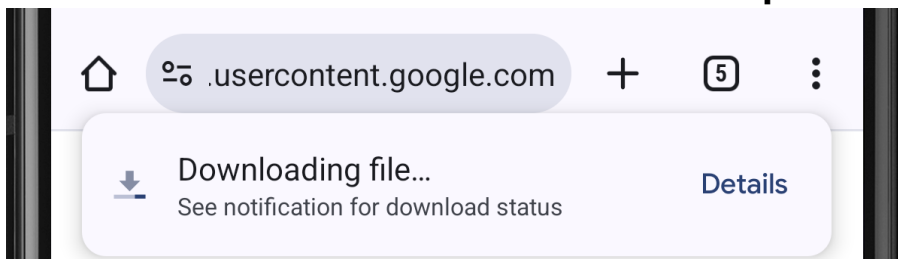 .usercontent.google.com
5
Downloading file...
Details
See notification for download status